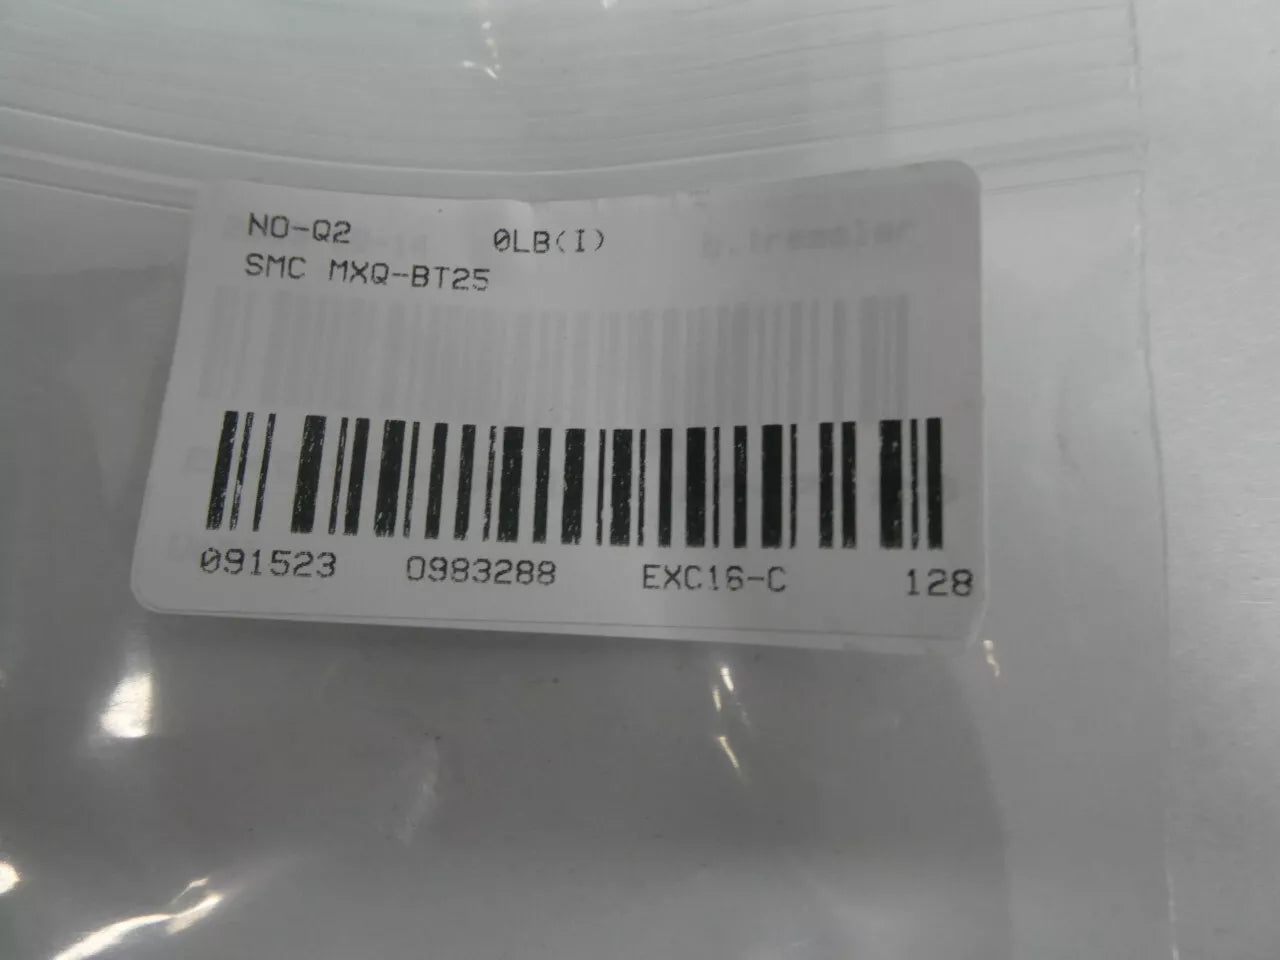 NO-Q2 0LB(I)
SMC MXQ-BT25
091523 0983288 EXC16-C 128